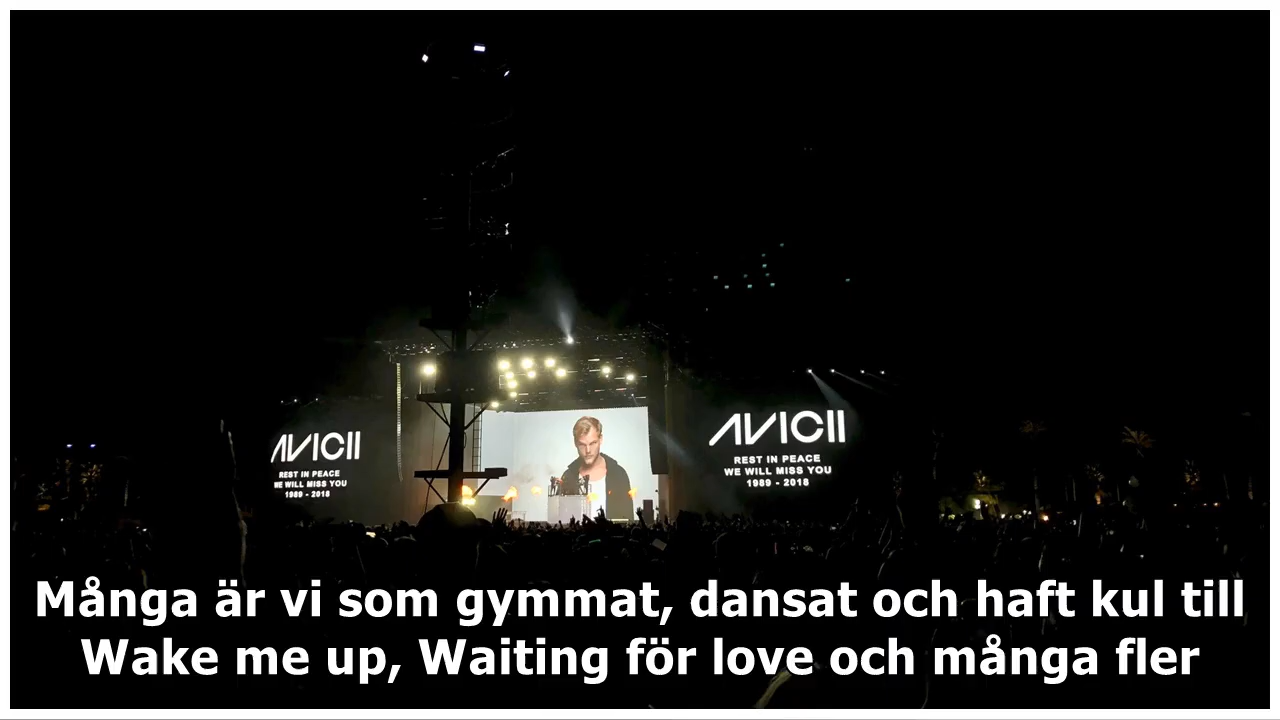 AVICII
REST IN PEACE
WE WILL MISS YOU
1989 - 2018
AVICII
REST IN PEACE
WE WILL MISS YOU
1989 - 2018
Många är vi som gymmat, dansat och haft kul till
Wake me up, Waiting för love och många fler